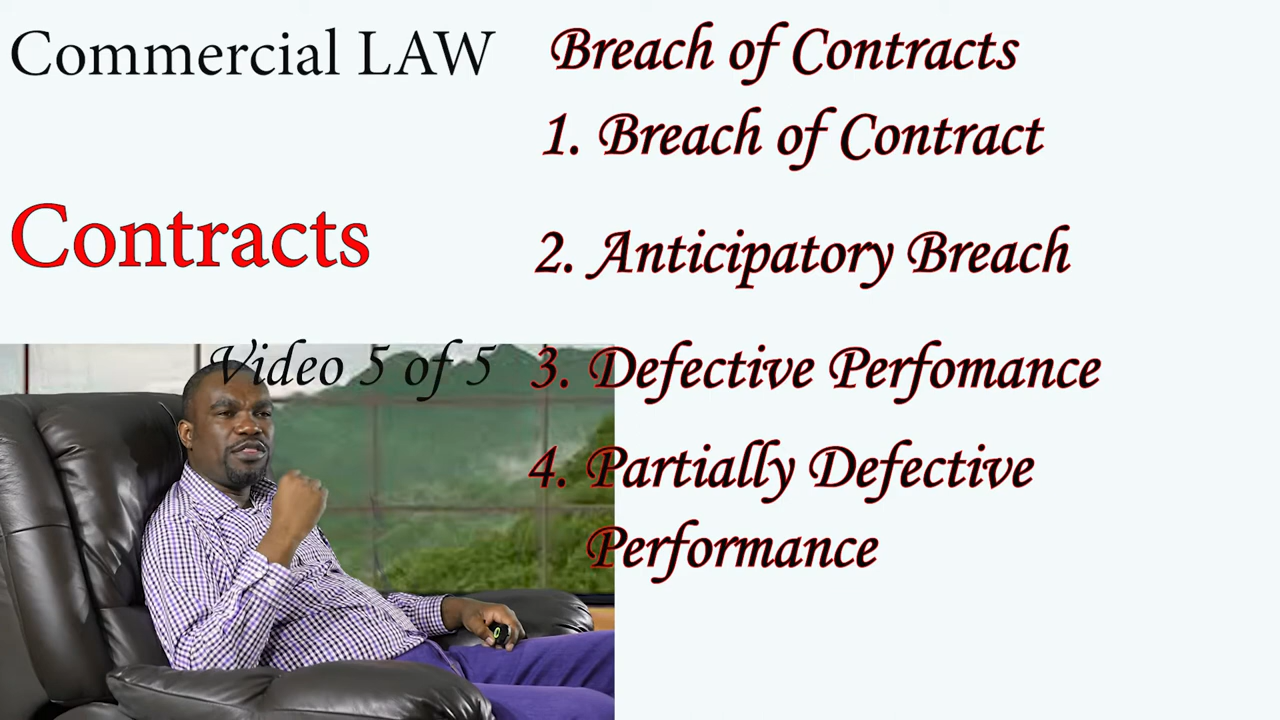 Commercial LAW
Contracts
Video 5 of 5
Breach of Contracts
1. Breach of Contract
2. Anticipatory Breach
3. Defective Perfomance
4. Partially Defective
Performance